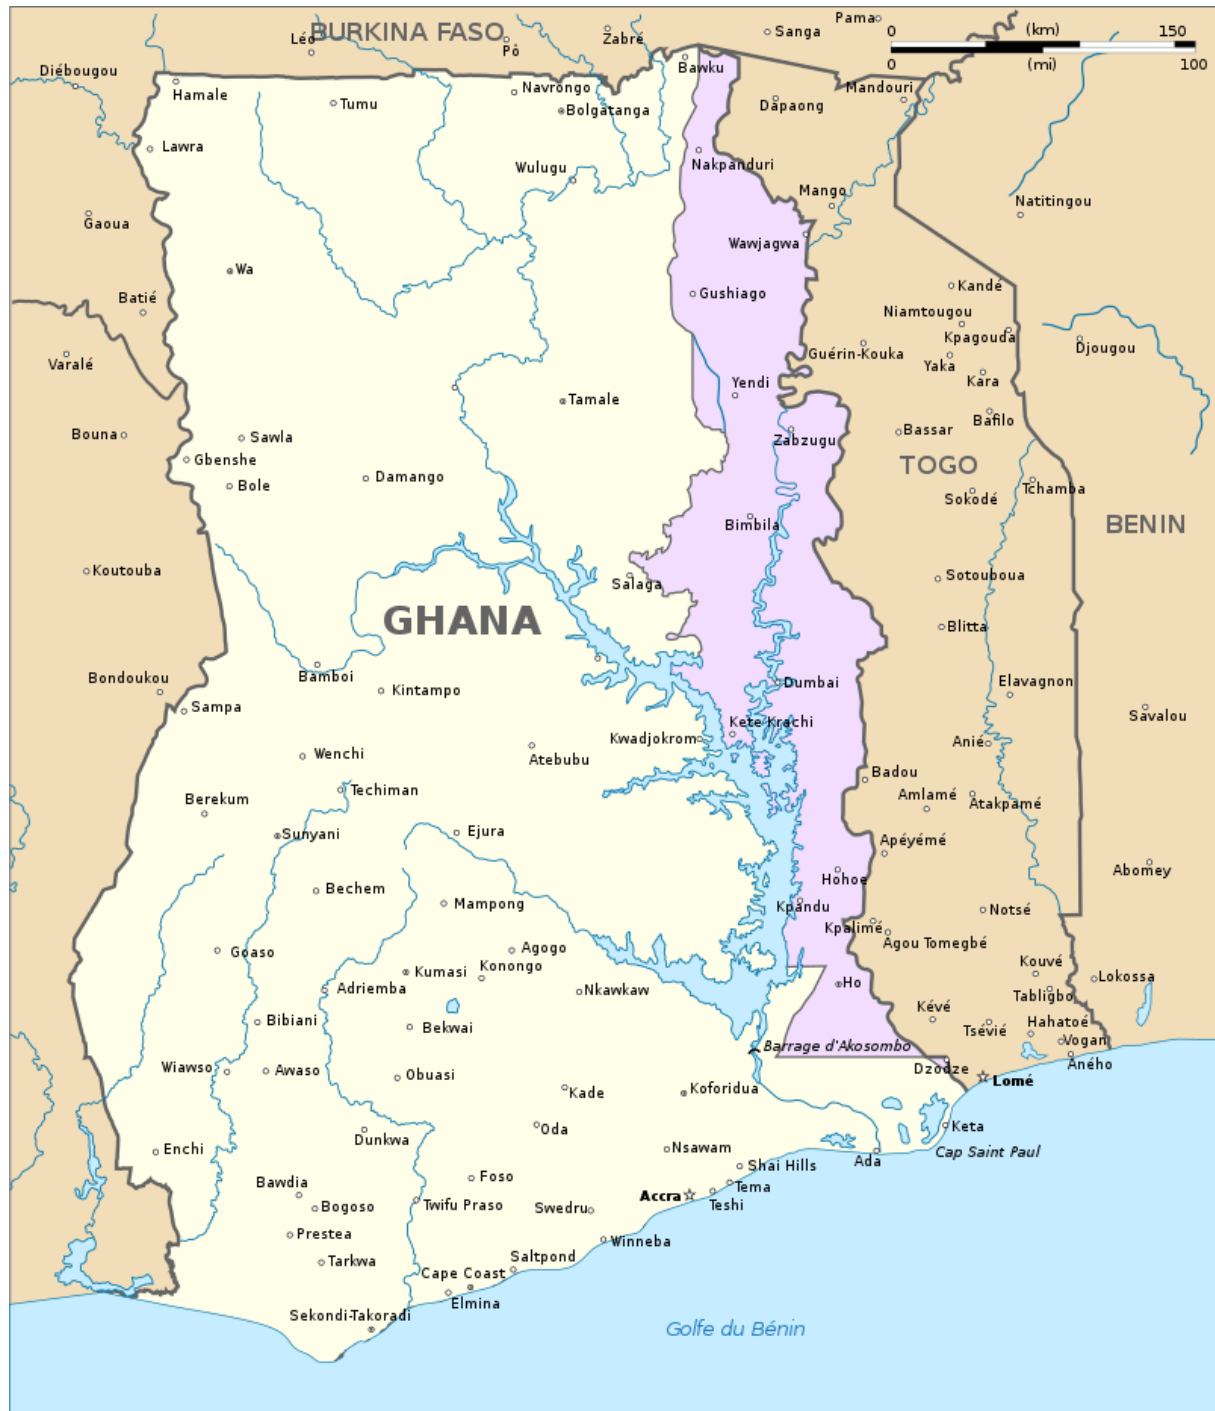 BURKINA FASO
Pama
0 (km) 150
0 (mi) 100
Sanga
Léo
Pô
Zabré
Diébougou
Bawku
Hamale
Tumu
Navrongo
Bolgatanga
Dapaong
Mandouri
Lawra
Wulugu
Nakpanduri
Mango
Natitingou
Gaoua
Wawjagwa
Wa
Batié
Gushiago
Kandé
Niamtougou
Kpagouda
Varalé
Guérin-Kouka
Yaka
Djougou
Kara
Yendi
Tamale
Bafilo
Bouna
Sawla
Zabzugu
Bassar
Gbenshe
TOGO
Bole
Damango
Sokodé
Tchamba
Bimbila
BENIN
Koutouba
Salaga
Sotouboua
GHANA
Blitta
Bondoukou
Bamboi
Kintampo
Dumbai
Elavagnon
Sampa
Savalou
Kete Krachi
Kwadjokrom
Anié
Wenchi
Atebubu
Badou
Techiman
Amlamé
Atakpamé
Berekum
Sunyani
Ejura
Apéyémé
Abomey
Bechem
Hohoe
Mampong
Kpandu
Notsé
Kpalimé
Agou Tomegbé
Goaso
Agogo
Kumasi
Konongo
Kouvé
Lokossa
Adriemba
Nkawkaw
Ho
Tabligbo
Kévé
Bibiani
Bekwai
Tsévié
Hahatoé
Vogan
Barrage d'Akosombo
Wiawso
Awaso
Obuasi
Dzodze
Aného
Lomé
Kade
Koforidua
Oda
Keta
Enchi
Dunkwa
Nsawam
Cap Saint Paul
Ada
Shai Hills
Bawdia
Foso
Tema
Accra
Teshi
Bogoso
Twifu Praso
Swedru
Prestea
Winneba
Tarkwa
Saltpond
Cape Coast
Elmina
Sekondi-Takoradi
Golfe du Bénin